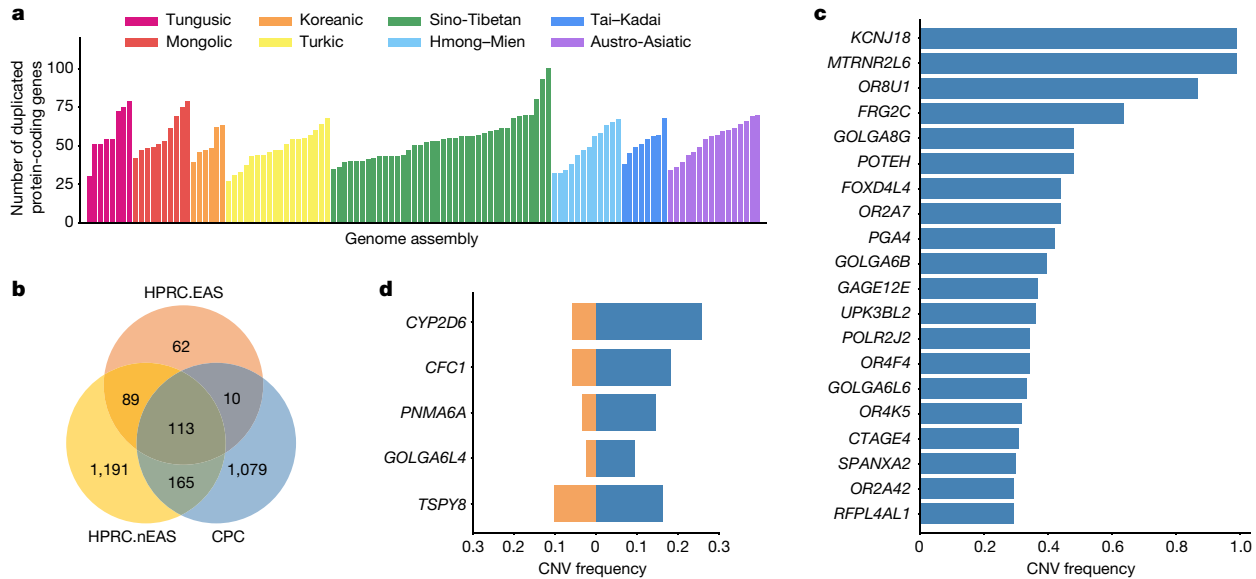 a
Tungusic
Koreanic
Sino-Tibetan
Tai–Kadai
Mongolic
Turkic
Hmong–Mien
Austro-Asiatic
Number of duplicated
protein-coding genes
100
75
50
25
0
Genome assembly
b
HPRC.EAS
62
89
10
113
1,191
1,079
165
HPRC.nEAS
CPC
d
CYP2D6
CFC1
PNMA6A
GOLGA6L4
TSPY8
0.3
0.2
0.1
0
0.1
0.2
0.3
CNV frequency
c
KCNJ18
MTRNR2L6
OR8U1
FRG2C
GOLGA8G
POTEH
FOXD4L4
OR2A7
PGA4
GOLGA6B
GAGE12E
UPK3BL2
POLR2J2
OR4F4
GOLGA6L6
OR4K5
CTAGE4
SPANXA2
OR2A42
RFPL4AL1
0
0.2
0.4
0.6
0.8
1.0
CNV frequency